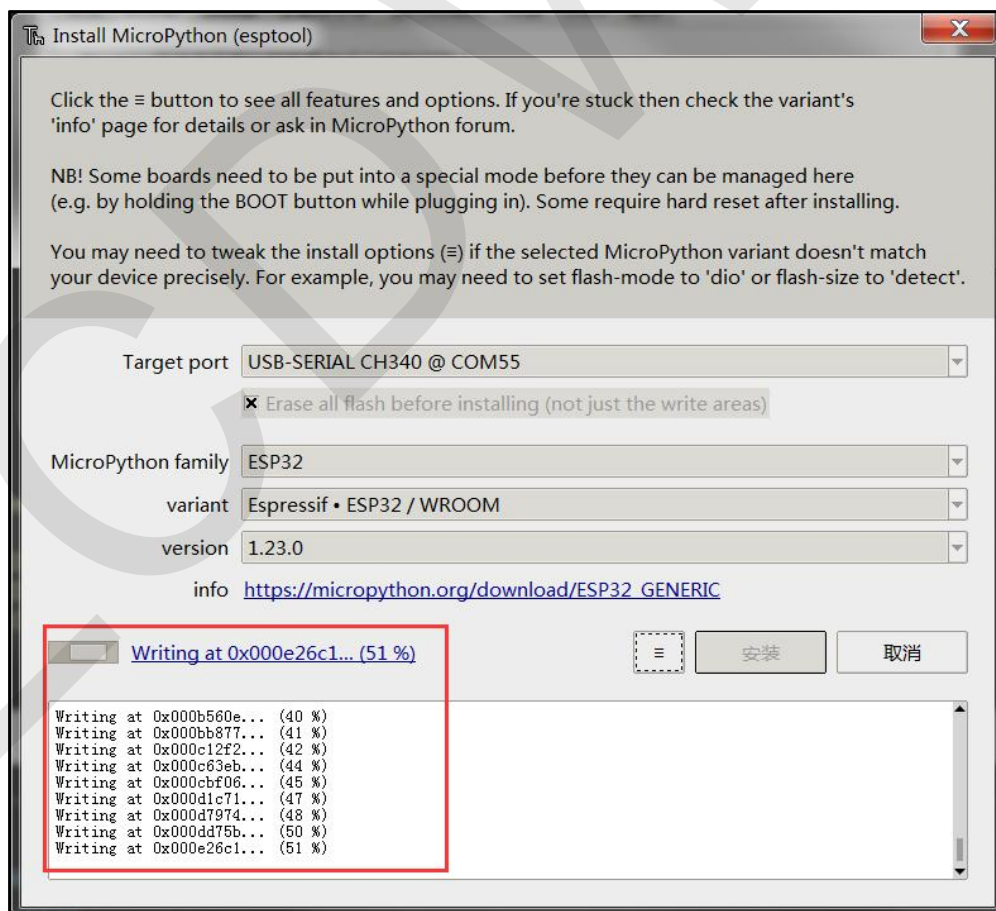 Install MicroPython (esptool)
Click the ≡ button to see all features and options. If you're stuck then check the variant's
'info' page for details or ask in MicroPython forum.
NB! Some boards need to be put into a special mode before they can be managed here
(e.g. by holding the BOOT button while plugging in). Some require hard reset after installing.
You may need to tweak the install options (≡) if the selected MicroPython variant doesn't match
your device precisely. For example, you may need to set flash-mode to 'dio' or flash-size to 'detect'.
Target port USB-SERIAL CH340 @ COM55
Erase all flash before installing (not just the write areas)
MicroPython family ESP32
variant Espressif • ESP32 / WROOM
version 1.23.0
info https://micropython.org/download/ESP32_GENERIC
Writing at 0x000e26c1... (51 %) ≡ 安装 取消
Writing at 0x000b560e... (40 %)
Writing at 0x000bb877... (41 %)
Writing at 0x000c12f2... (42 %)
Writing at 0x000c63eb... (44 %)
Writing at 0x000cbf06... (45 %)
Writing at 0x000d1c71... (47 %)
Writing at 0x000d7974... (48 %)
Writing at 0x000dd75b... (50 %)
Writing at 0x000e26c1... (51 %)